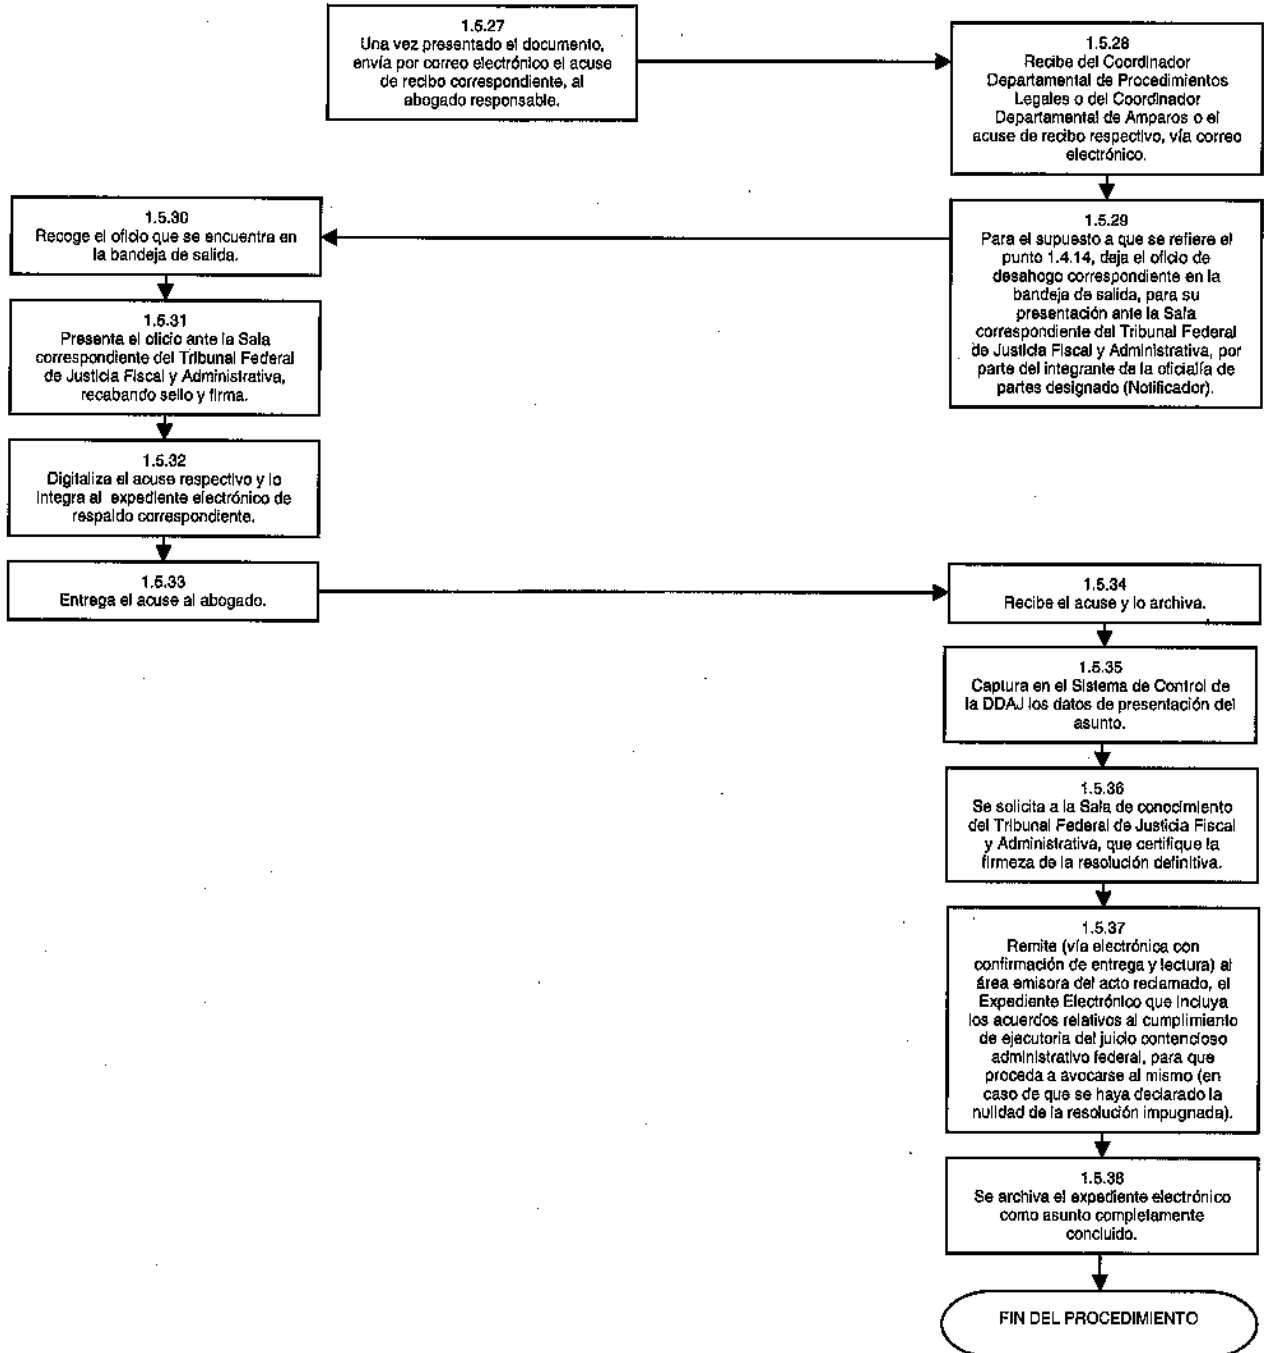 1.5.27
Una vez presentado el documento,
envía por correo electrónico el acuse
de recibo correspondiente, al
abogado responsable.
1.5.28
Recibe del Coordinador
Departamental de Procedimientos
Legales o del Coordinador
Departamental de Amparos o el
acuse de recibo respectivo, vía correo
electrónico.
1.5.29
Para el supuesto a que se refiere el
punto 1.4.14, deja el oficio de
desahogo correspondiente en la
bandeja de salida, para su
presentación ante la Sala
correspondiente del Tribunal Federal
de Justicia Fiscal y Administrativa, por
parte del integrante de la oficialía de
partes designado (Notificador).
1.5.30
Recoge el oficio que se encuentra en
la bandeja de salida.
1.5.31
Presenta el oficio ante la Sala
correspondiente del Tribunal Federal
de Justicia Fiscal y Administrativa,
recabando sello y firma.
1.5.32
Digitaliza el acuse respectivo y lo
integra al expediente electrónico de
respaldo correspondiente.
1.5.33
Entrega el acuse al abogado.
1.5.34
Recibe el acuse y lo archiva.
1.5.35
Captura en el Sistema de Control de
la DDAJ los datos de presentación del
asunto.
1.5.36
Se solicita a la Sala de conocimiento
del Tribunal Federal de Justicia Fiscal
y Administrativa, que certifique la
firmeza de la resolución definitiva.
1.5.37
Remite (vía electrónica con
confirmación de entrega y lectura) al
área emisora del acto reclamado, el
Expediente Electrónico que incluya
los acuerdos relativos al cumplimiento
de ejecutoria del juicio contencioso
administrativo federal, para que
proceda a avocarse al mismo (en
caso de que se haya declarado la
nulidad de la resolución impugnada).
1.5.38
Se archiva el expediente electrónico
como asunto completamente
concluido.
FIN DEL PROCEDIMIENTO